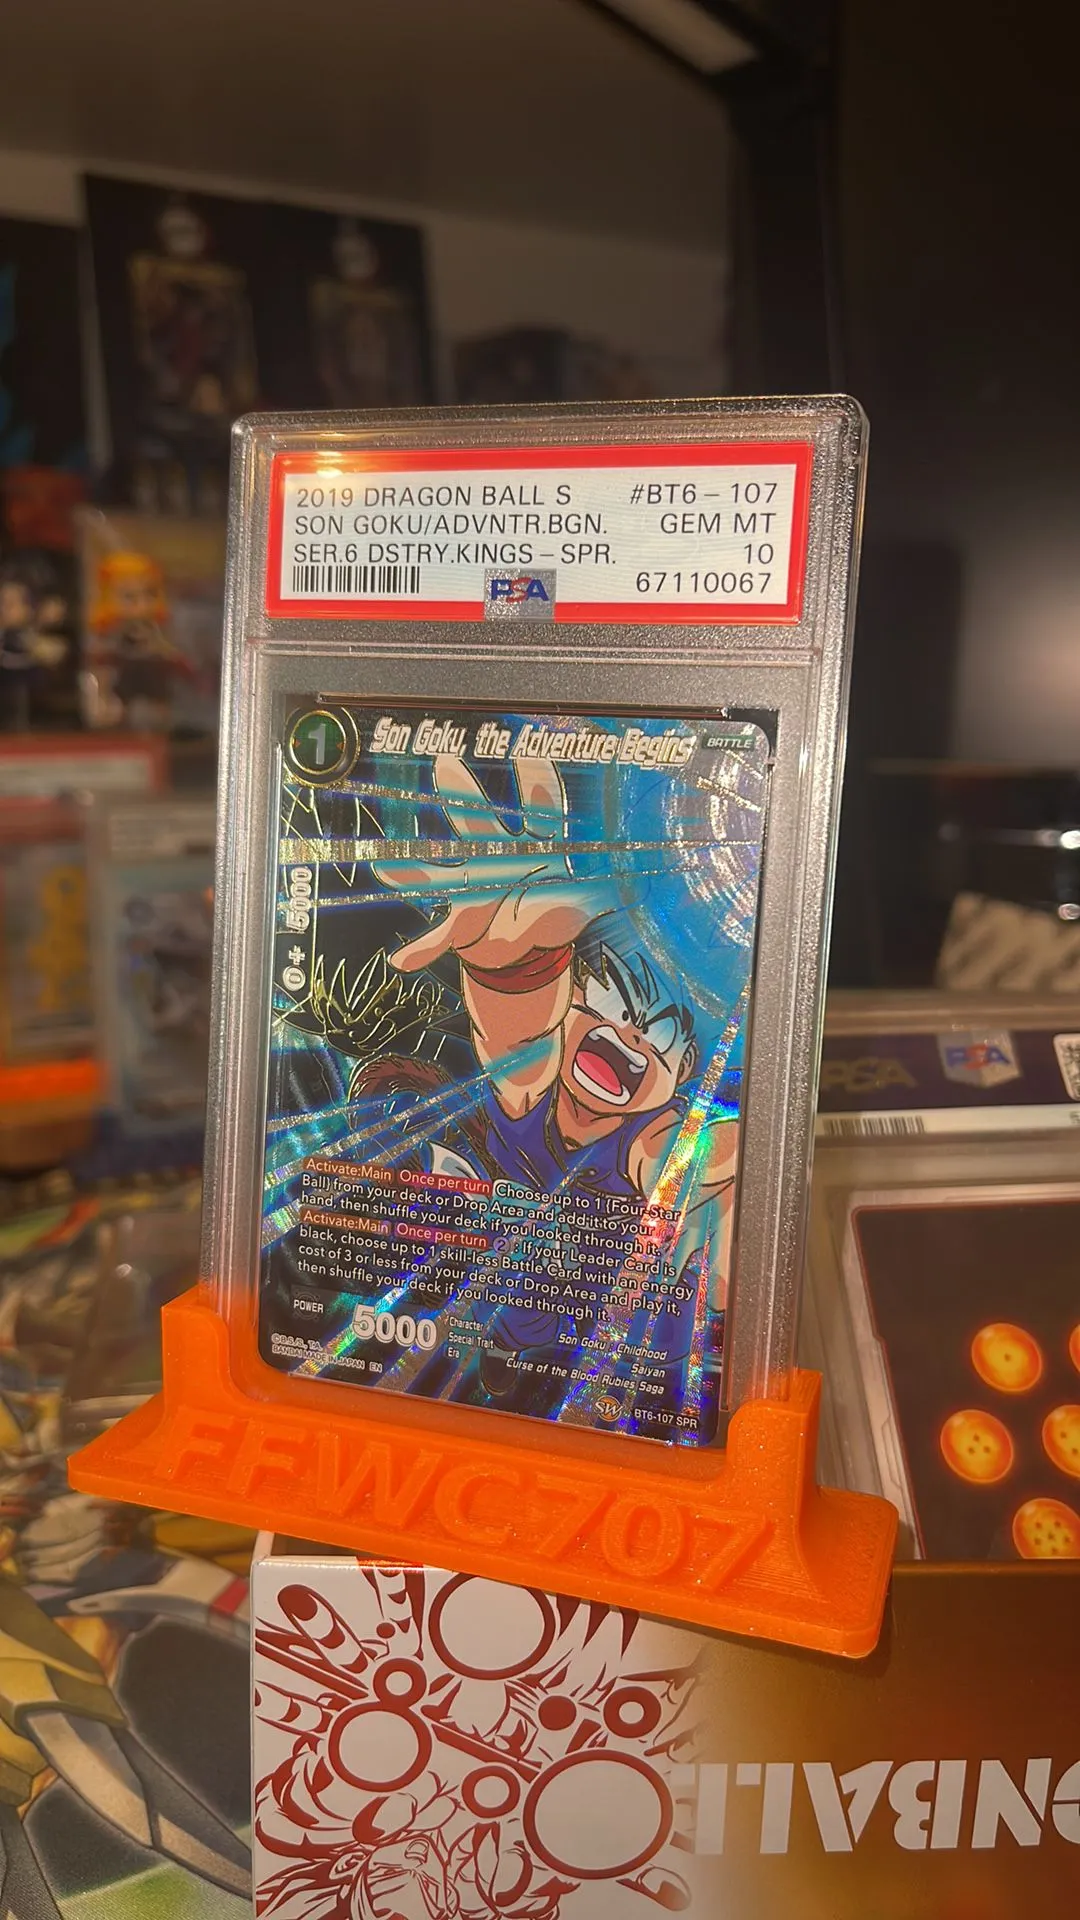 2019 DRAGON BALL S #BT6-107
SON GOKU/ADVNTR.BGN. GEM MT
SER.6 DSTRY.KINGS-SPR. 10
PSA 67110067
1 Son Goku, the Adventure Begins BATTLE
5000
Activate:Main Once per turn Choose up to 1 {Four-Star
Ball} from your deck or Drop Area and add it to your
hand, then shuffle your deck if you looked through it.
Activate:Main Once per turn 2 : If your Leader Card is
black, choose up to 1 skill-less Battle Card with an energy
cost of 3 or less from your deck or Drop Area and play it,
then shuffle your deck if you looked through it.
POWER 5000
Character Son Goku : Childhood
Special Trait Saiyan
Era Curse of the Blood Rubies Saga
©B.S./S., T.A.
BANDAI MADE IN JAPAN EN
SW BT6-107 SPR
PSA
PSA
FFWC707